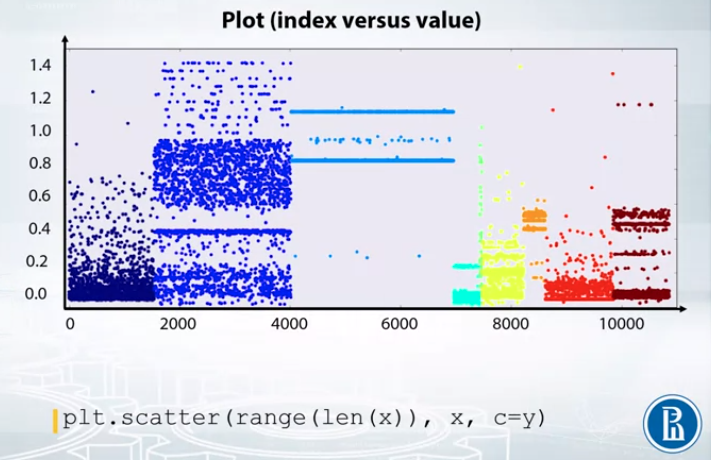 Plot (index versus value)
1.4
1.2
1.0
0.8
0.6
0.4
0.2
0.0
0 2000 4000 6000 8000 10000
plt.scatter(range(len(x)), x, c=y)